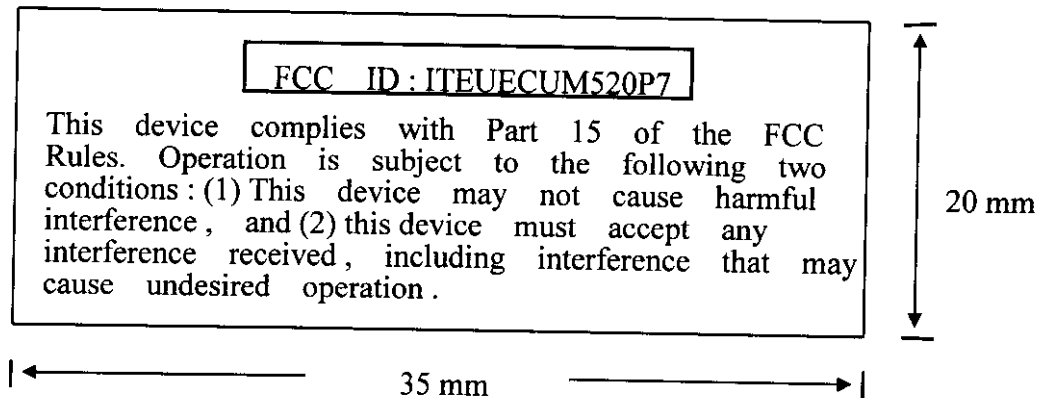 FCC ID : ITEUECUM520P7
This device complies with Part 15 of the FCC
Rules. Operation is subject to the following two
conditions : (1) This device may not cause harmful
interference , and (2) this device must accept any
interference received , including interference that may
cause undesired operation .
20 mm
35 mm